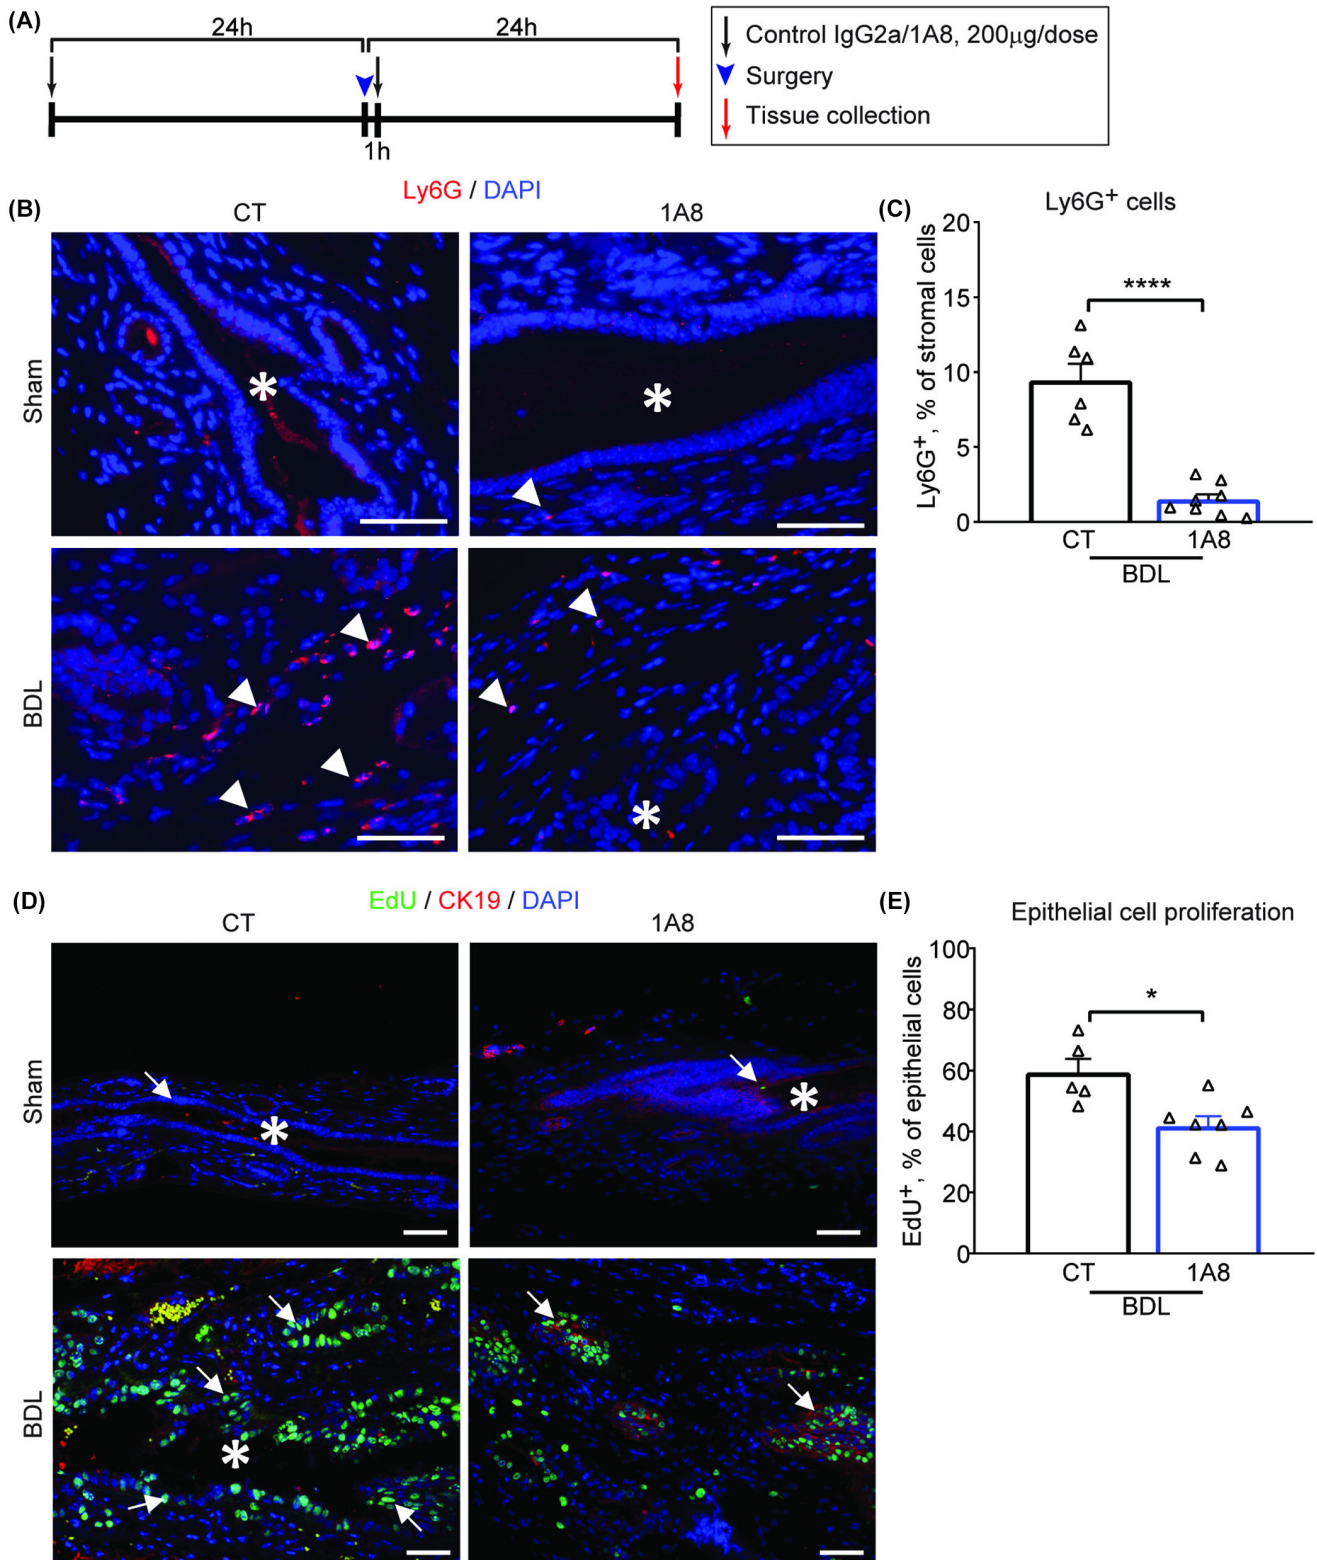 (A)
24h 24h
1h
Control IgG2a/1A8, 200µg/dose
Surgery
Tissue collection
(B)
Ly6G / DAPI
CT 1A8
Sham
BDL
(C)
Ly6G+ cells
Ly6G+, % of stromal cells
20
15
10
5
0
****
CT 1A8
BDL
(D)
EdU / CK19 / DAPI
CT 1A8
Sham
BDL
(E)
Epithelial cell proliferation
EdU+, % of epithelial cells
100
80
60
40
20
0
*
CT 1A8
BDL